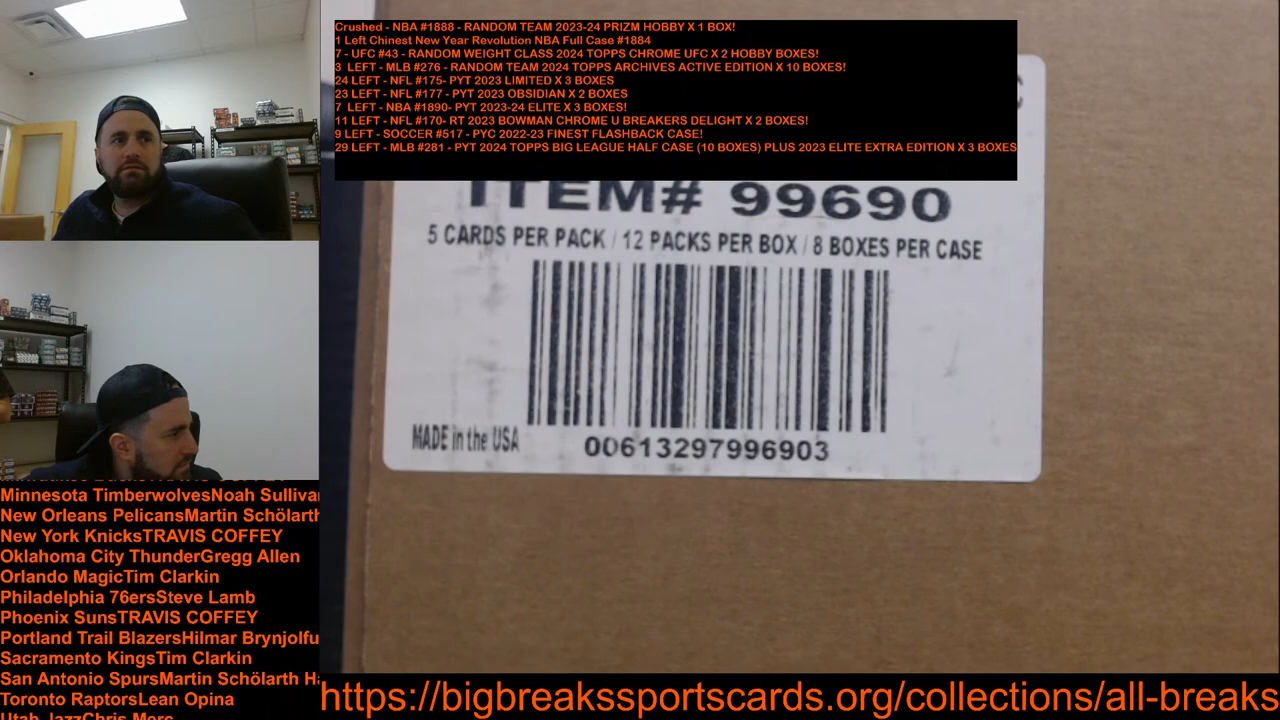 Crushed - NBA #1888 - RANDOM TEAM 2023-24 PRIZM HOBBY X 1 BOX!
1 Left Chinest New Year Revolution NBA Full Case #1884
7 - UFC #43 - RANDOM WEIGHT CLASS 2024 TOPPS CHROME UFC X 2 HOBBY BOXES!
3 LEFT - MLB #276 - RANDOM TEAM 2024 TOPPS ARCHIVES ACTIVE EDITION X 10 BOXES!
24 LEFT - NFL #175- PYT 2023 LIMITED X 3 BOXES
23 LEFT - NFL #177 - PYT 2023 OBSIDIAN X 2 BOXES
7 LEFT - NBA #1890- PYT 2023-24 ELITE X 3 BOXES!
11 LEFT - NFL #170- RT 2023 BOWMAN CHROME U BREAKERS DELIGHT X 2 BOXES!
9 LEFT - SOCCER #517 - PYC 2022-23 FINEST FLASHBACK CASE!
29 LEFT - MLB #281 - PYT 2024 TOPPS BIG LEAGUE HALF CASE (10 BOXES) PLUS 2023 ELITE EXTRA EDITION X 3 BOXES
ITEM# 99690
5 CARDS PER PACK / 12 PACKS PER BOX / 8 BOXES PER CASE
MADE in the USA
00613297996903
Minnesota TimberwolvesNoah Sullivan
New Orleans PelicansMartin Schölarth
New York KnicksTRAVIS COFFEY
Oklahoma City ThunderGregg Allen
Orlando MagicTim Clarkin
Philadelphia 76ersSteve Lamb
Phoenix SunsTRAVIS COFFEY
Portland Trail BlazersHilmar Brynjolfu
Sacramento KingsTim Clarkin
San Antonio SpursMartin Schölarth Ha
Toronto RaptorsLean Opina
Utah JazzChris Merc
https://bigbreakssportscards.org/collections/all-breaks